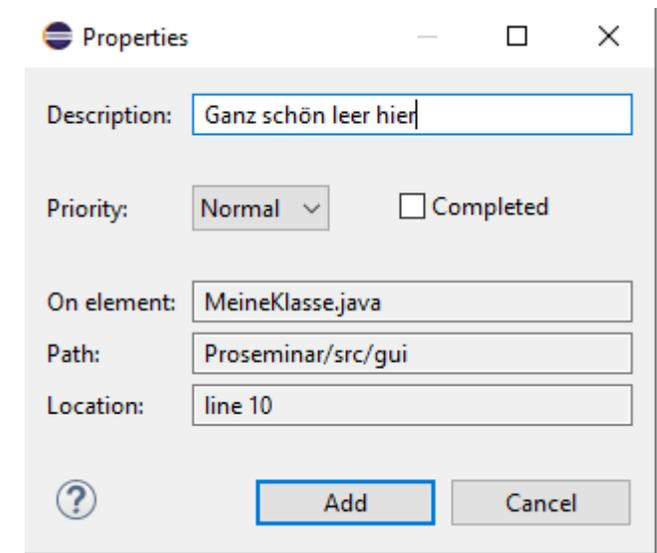 Properties
Description: Ganz schön leer hier
Priority: Normal Completed
On element: MeineKlasse.java
Path: Proseminar/src/gui
Location: line 10
? Add Cancel